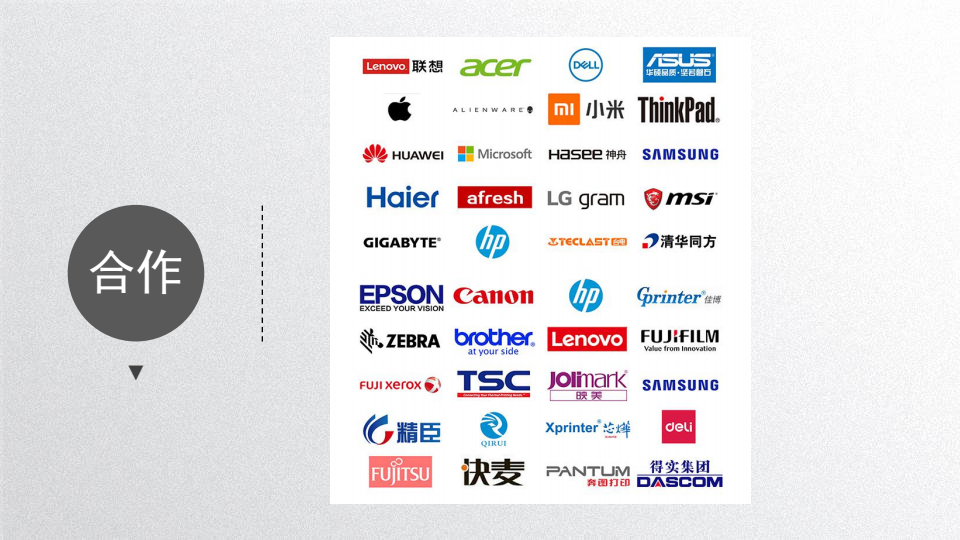 合作
Lenovo 联想
acer
DELL
ASUS
华硕品质·坚若磐石
ALIENWARE
mi 小米
ThinkPad
HUAWEI
Microsoft
Hasee 神舟
SAMSUNG
Haier
afresh
LG gram
msi
GIGABYTE
hp
TECLAST 台电
清华同方
EPSON
EXCEED YOUR VISION
Canon
hp
Gprinter 佳博
ZEBRA
brother
at your side
Lenovo
FUJIFILM
Value from Innovation
FUJI xerox
TSC
Jolimark
映美
SAMSUNG
精臣
QIRUI
Xprinter 芯烨
deli
FUJITSU
快麦
PANTUM
奔图打印
得实集团
DASCOM